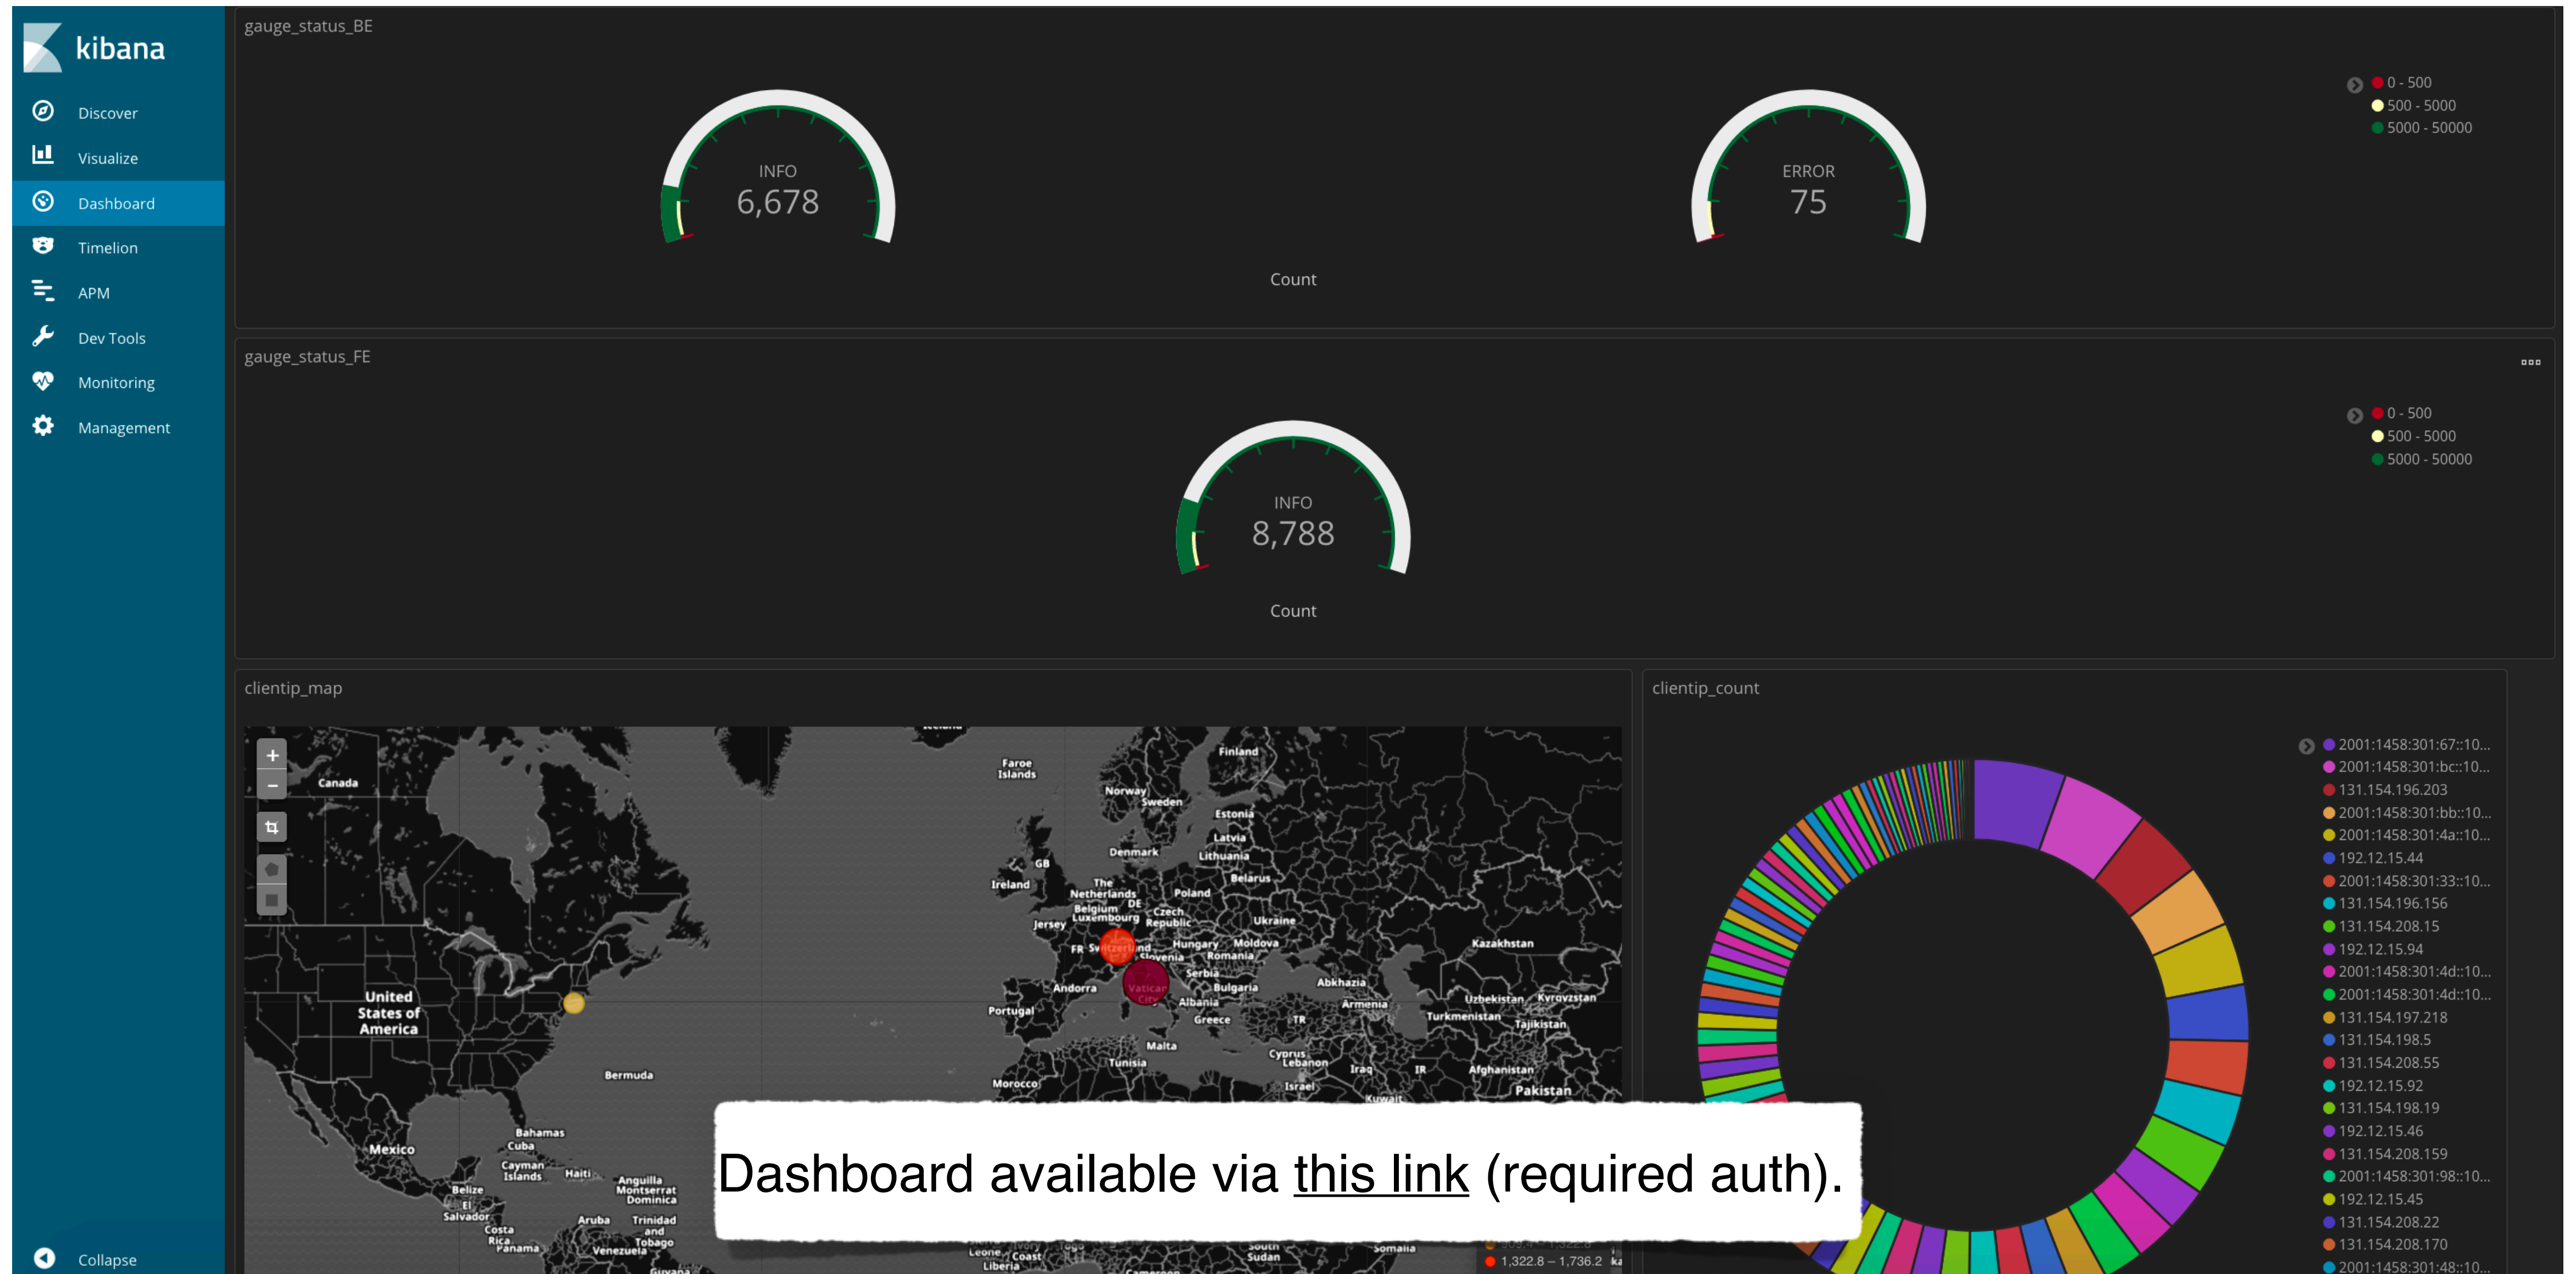 kibana
Discover
Visualize
Dashboard
Timelion
APM
Dev Tools
Monitoring
Management
Collapse
gauge_status_BE
INFO
6,678
ERROR
75
Count
0 - 500
500 - 5000
5000 - 50000
gauge_status_FE
INFO
8,788
Count
0 - 500
500 - 5000
5000 - 50000
clientip_map
+
−
Canada
Faroe
Islands
Finland
Norway
Sweden
Estonia
Latvia
Denmark
Lithuania
GB
Ireland
The
Netherlands
Belarus
Poland
DE
Belgium
Luxembourg
Czech
Republic
Jersey
Ukraine
FR
Hungary
Moldova
Kazakhstan
Slovenia
Romania
Serbia
Andorra
Vatican
City
Bulgaria
Abkhazia
United
States of
America
Albania
Armenia
Uzbekistan
Kyrgyzstan
Portugal
Greece
TR
Turkmenistan
Tajikistan
Malta
Tunisia
Cyprus
Lebanon
Iraq
IR
Afghanistan
Bermuda
Morocco
Israel
Pakistan
Kuwait
Bahamas
Cuba
Mexico
Cayman
Islands
Haiti
Anguilla
Montserrat
Dominica
Belize
El
Salvador
Aruba
Trinidad
and
Tobago
Costa
Rica
Panama
Venezuela
Guyana
Leone
Coast
Liberia
South
Sudan
Somalia
Cameroon
1,322.8 – 1,736.2
Dashboard available via this link (required auth).
clientip_count
2001:1458:301:67::10...
2001:1458:301:bc::10...
131.154.196.203
2001:1458:301:bb::10...
2001:1458:301:4a::10...
192.12.15.44
2001:1458:301:33::10...
131.154.196.156
131.154.208.15
192.12.15.94
2001:1458:301:4d::10...
2001:1458:301:4d::10...
131.154.197.218
131.154.198.5
131.154.208.55
192.12.15.92
131.154.198.19
192.12.15.46
131.154.208.159
2001:1458:301:98::10...
192.12.15.45
131.154.208.22
131.154.208.170
2001:1458:301:48::10...